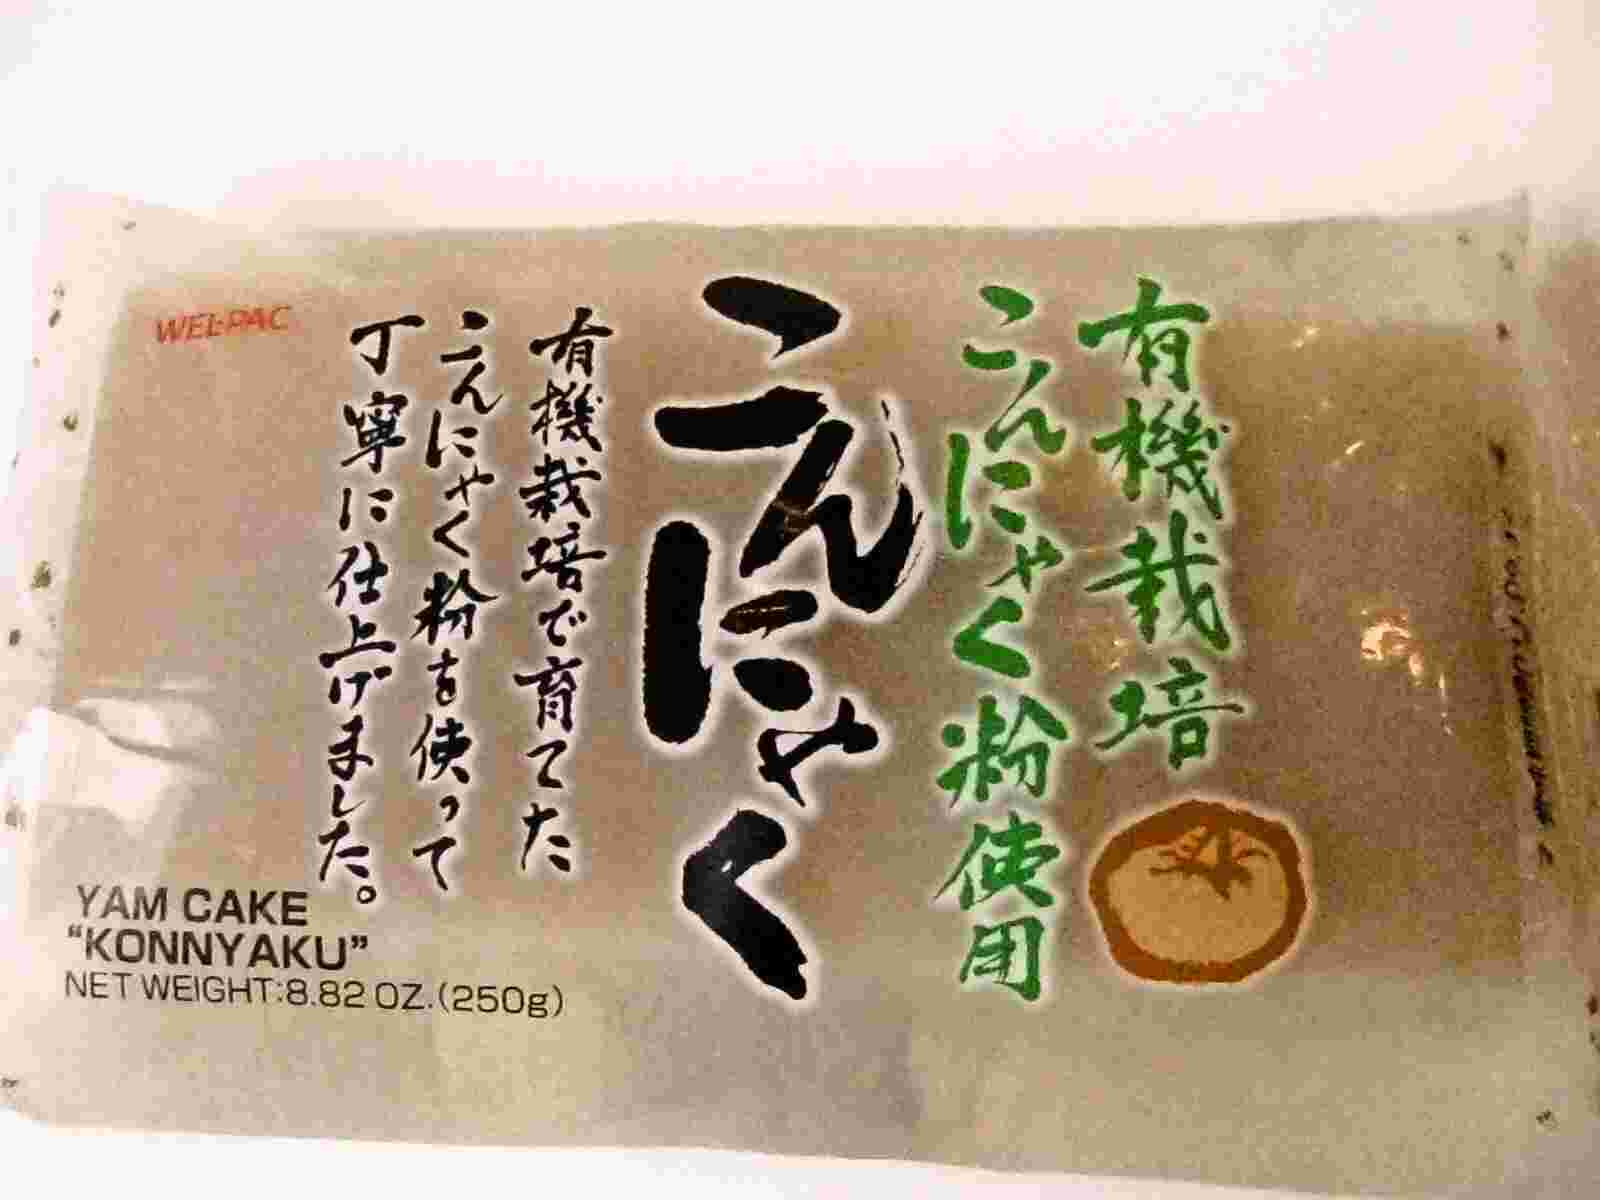 有機栽培
こんにゃく粉使用
こんにゃく
有機栽培で育てた
こんにゃく粉を使って
丁寧に仕上げました。
WEL-PAC
YAM CAKE
“KONNYAKU”
NET WEIGHT:8.82 OZ.(250g)